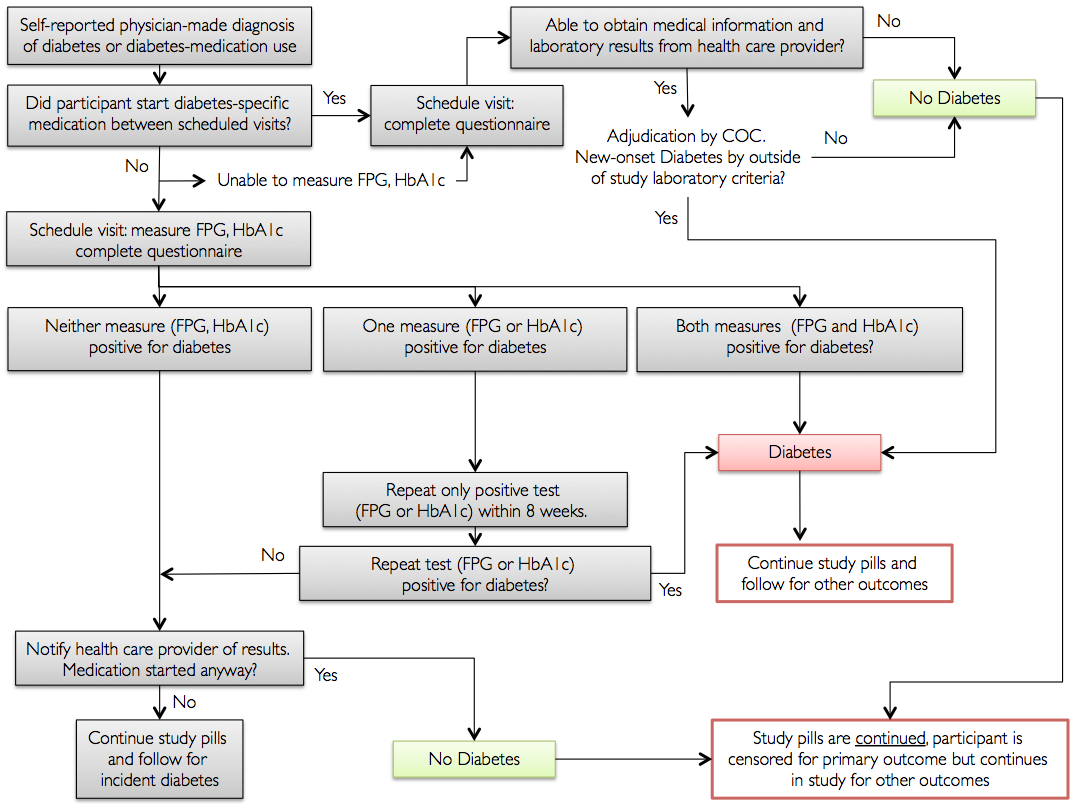 Self-reported physician-made diagnosis
of diabetes or diabetes-medication use
Able to obtain medical information and
laboratory results from health care provider?
No
Did participant start diabetes-specific
medication between scheduled visits?
Yes
Schedule visit:
complete questionnaire
Yes
No Diabetes
No
Unable to measure FPG, HbA1c
Adjudication by COC.
New-onset Diabetes by outside
of study laboratory criteria?
No
Yes
Schedule visit: measure FPG, HbA1c
complete questionnaire
Neither measure (FPG, HbA1c)
positive for diabetes
One measure (FPG or HbA1c)
positive for diabetes
Both measures (FPG and HbA1c)
positive for diabetes?
Diabetes
Repeat only positive test
(FPG or HbA1c) within 8 weeks.
No
Repeat test (FPG or HbA1c)
positive for diabetes?
Yes
Continue study pills and
follow for other outcomes
Notify health care provider of results.
Medication started anyway?
Yes
No
Continue study pills
and follow for
incident diabetes
No Diabetes
Study pills are continued, participant is
censored for primary outcome but continues
in study for other outcomes